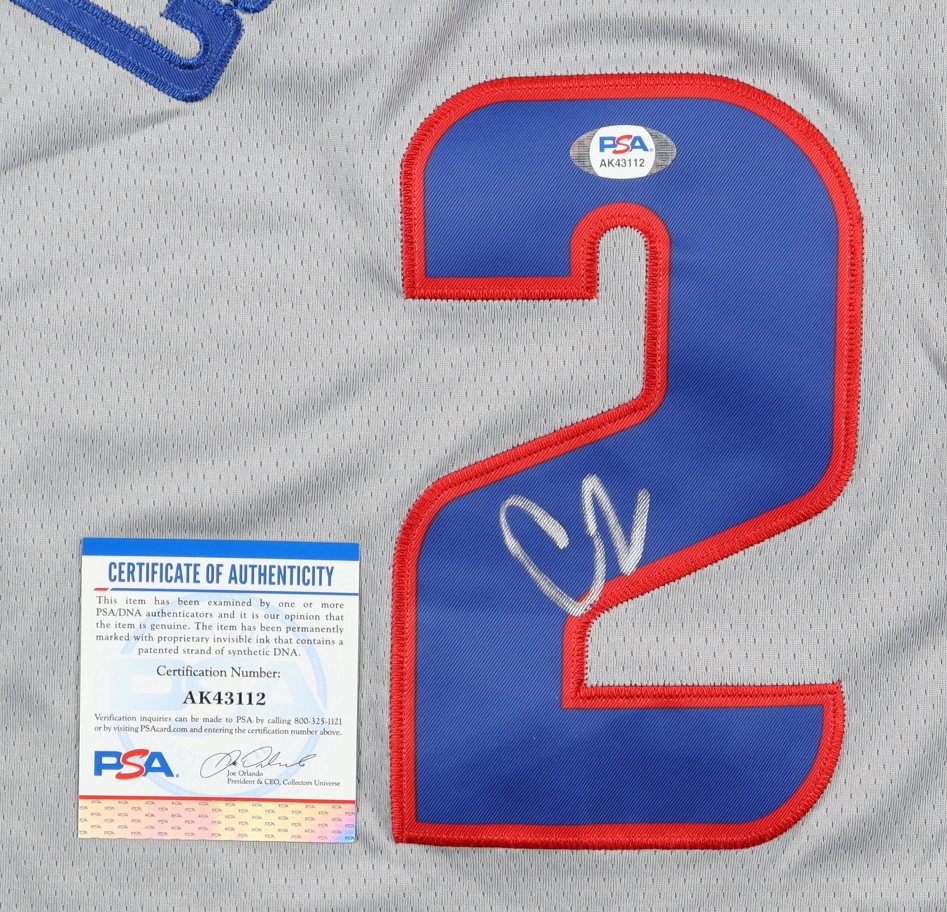 PSA
AK43112
2
CERTIFICATE OF AUTHENTICITY
This item has been examined by one or more
PSA/DNA authenticators and it is our opinion that
the item is genuine. The item has been permanently
marked with proprietary invisible ink that contains a
patented strand of synthetic DNA.
Certification Number:
AK43112
Verification inquiries can be made to PSA by calling 800-325-1121
or by visiting PSAcard.com and entering the certification number above.
PSA
Joe Orlando
President & CEO, Collectors Universe